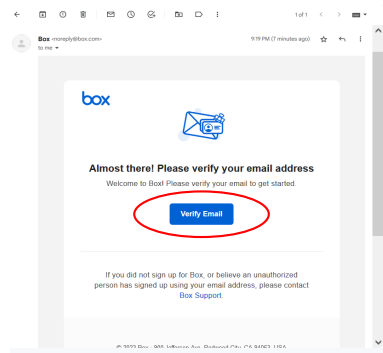 1 of 1
Box <noreply@box.com>
9:19 PM (7 minutes ago)
to me
box
Almost there! Please verify your email address
Welcome to Box! Please verify your email to get started.
Verify Email
If you did not sign up for Box, or believe an unauthorized
person has signed up using your email address, please contact
Box Support.
© 2023 Box - 900 Jefferson Ave, Redwood City, CA 94063, USA